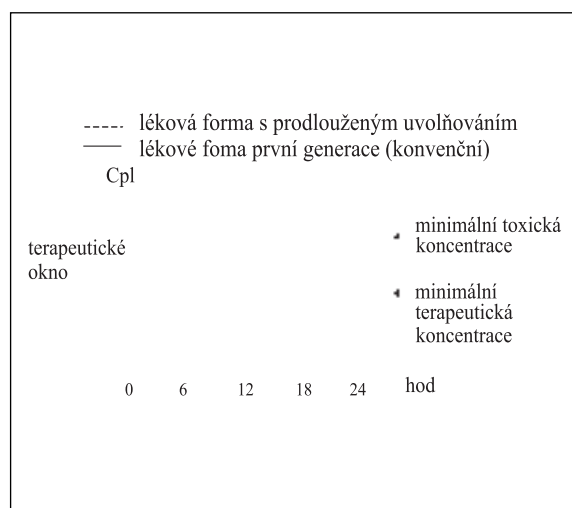 ----- léková forma s prodlouženým uvolňováním
lékové foma první generace (konvenční)
Cpl
terapeutické
okno
minimální toxická
koncentrace
minimální
terapeutická
koncentrace
0 6 12 18 24 hod